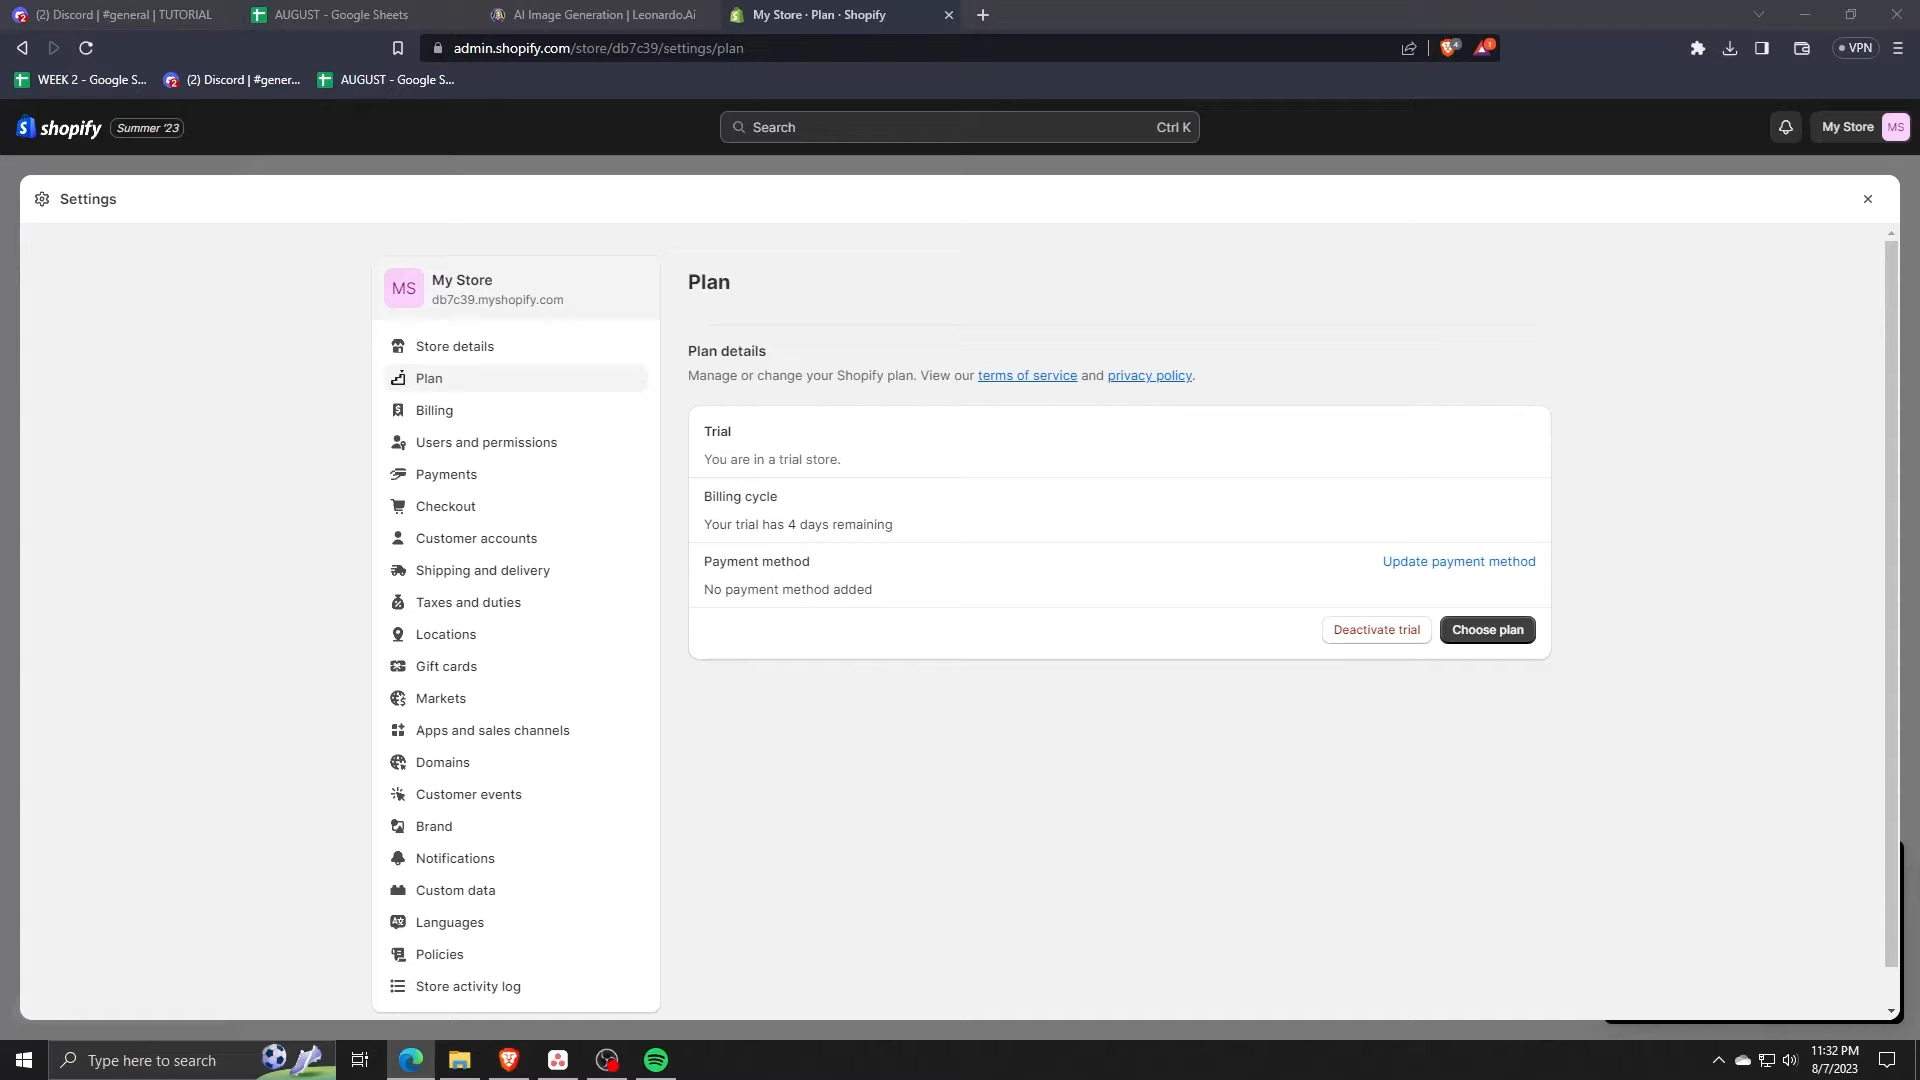 (2) Discord | #general | TUTORIAL
AUGUST - Google Sheets
AI Image Generation | Leonardo.Ai
My Store · Plan · Shopify
admin.shopify.com/store/db7c39/settings/plan
4
1
VPN
WEEK 2 - Google S...
(2) Discord | #gener...
AUGUST - Google S...
shopify
Summer '23
Search
Ctrl K
My Store
MS
Settings
MS
My Store
db7c39.myshopify.com
Store details
Plan
Billing
Users and permissions
Payments
Checkout
Customer accounts
Shipping and delivery
Taxes and duties
Locations
Gift cards
Markets
Apps and sales channels
Domains
Customer events
Brand
Notifications
Custom data
Languages
Policies
Store activity log
Plan
Plan details
Manage or change your Shopify plan. View our terms of service and privacy policy.
Trial
You are in a trial store.
Billing cycle
Your trial has 4 days remaining
Payment method
Update payment method
No payment method added
Deactivate trial
Choose plan
Type here to search
11:32 PM
8/7/2023